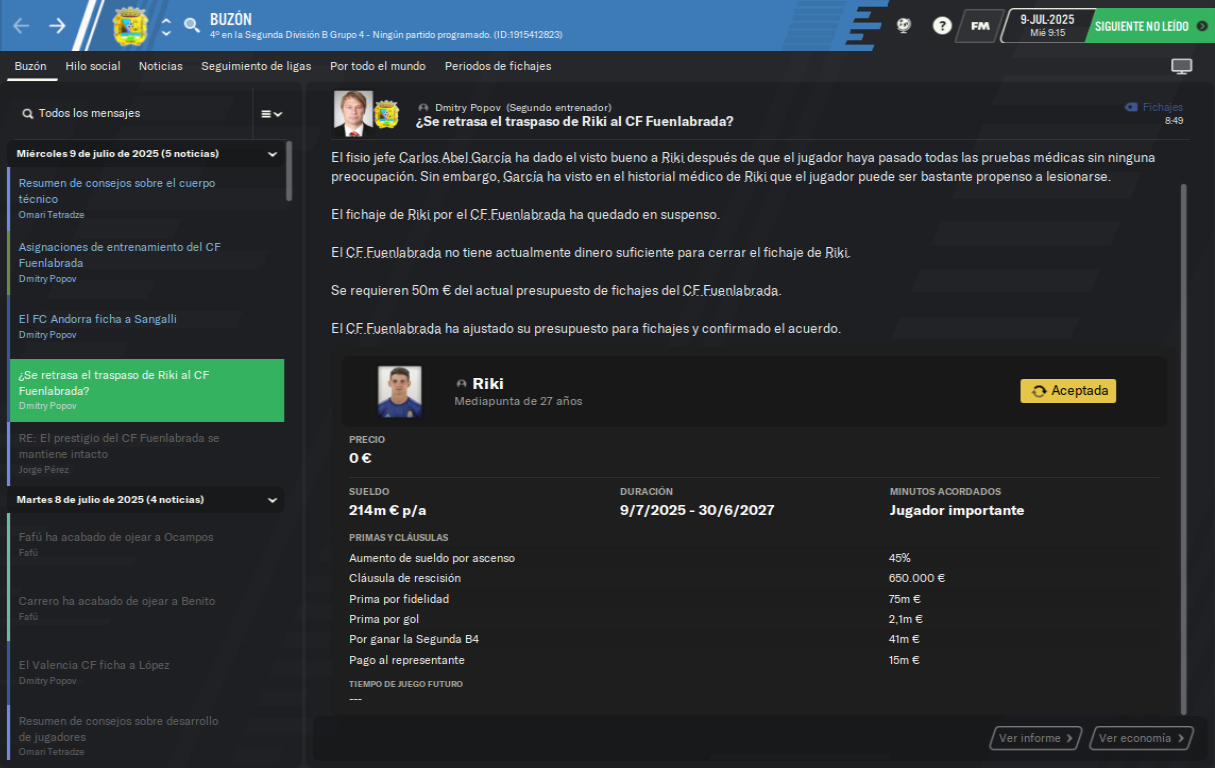 BUZÓN
4º en la Segunda División B Grupo 4 - Ningún partido programado. (ID:1915412823)
?
FM
9-JUL-2025
Mié 9:15
SIGUIENTE NO LEÍDO
Buzón Hilo social Noticias Seguimiento de ligas Por todo el mundo Periodos de fichajes
Todos los mensajes
Miércoles 9 de julio de 2025 (5 noticias)
Resumen de consejos sobre el cuerpo
técnico
Omari Tetradze
Asignaciones de entrenamiento del CF
Fuenlabrada
Dmitry Popov
El FC Andorra ficha a Sangalli
Dmitry Popov
¿Se retrasa el traspaso de Riki al CF
Fuenlabrada?
Dmitry Popov
RE: El prestigio del CF Fuenlabrada se
mantiene intacto
Jorge Pérez
Martes 8 de julio de 2025 (4 noticias)
Fafú ha acabado de ojear a Ocampos
Fafú
Carrero ha acabado de ojear a Benito
Fafú
El Valencia CF ficha a López
Dmitry Popov
Resumen de consejos sobre desarrollo
de jugadores
Omari Tetradze
Dmitry Popov (Segundo entrenador)
¿Se retrasa el traspaso de Riki al CF Fuenlabrada?
Fichajes
8:49
El fisio jefe Carlos Abel García ha dado el visto bueno a Riki después de que el jugador haya pasado todas las pruebas médicas sin ninguna
preocupación. Sin embargo, García ha visto en el historial médico de Riki que el jugador puede ser bastante propenso a lesionarse.
El fichaje de Riki por el CF Fuenlabrada ha quedado en suspenso.
El CF Fuenlabrada no tiene actualmente dinero suficiente para cerrar el fichaje de Riki.
Se requieren 50m € del actual presupuesto de fichajes del CF Fuenlabrada.
El CF Fuenlabrada ha ajustado su presupuesto para fichajes y confirmado el acuerdo.
Riki
Mediapunta de 27 años
Aceptada
PRECIO
0 €
SUELDO DURACIÓN MINUTOS ACORDADOS
214m € p/a 9/7/2025 - 30/6/2027 Jugador importante
PRIMAS Y CLÁUSULAS
Aumento de sueldo por ascenso 45%
Cláusula de rescisión 650.000 €
Prima por fidelidad 75m €
Prima por gol 2,1m €
Por ganar la Segunda B4 41m €
Pago al representante 15m €
TIEMPO DE JUEGO FUTURO
---
Ver informe Ver economía